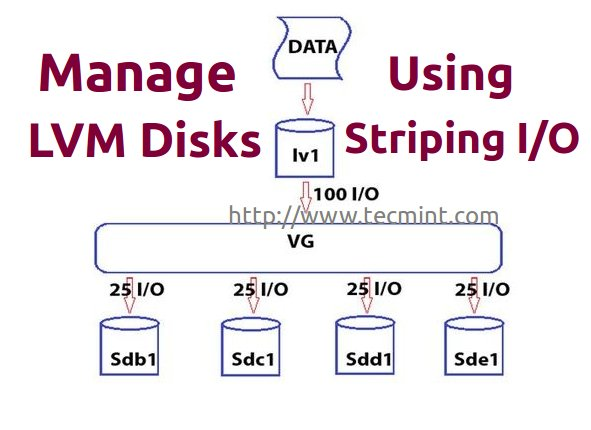 DATA
Manage
Using
LVM Disks
lv1
Striping I/O
100 I/O
http://www.tecmint.com
VG
25 I/O
25 I/O
25 I/O
25 I/O
Sdb1
Sdc1
Sdd1
Sde1